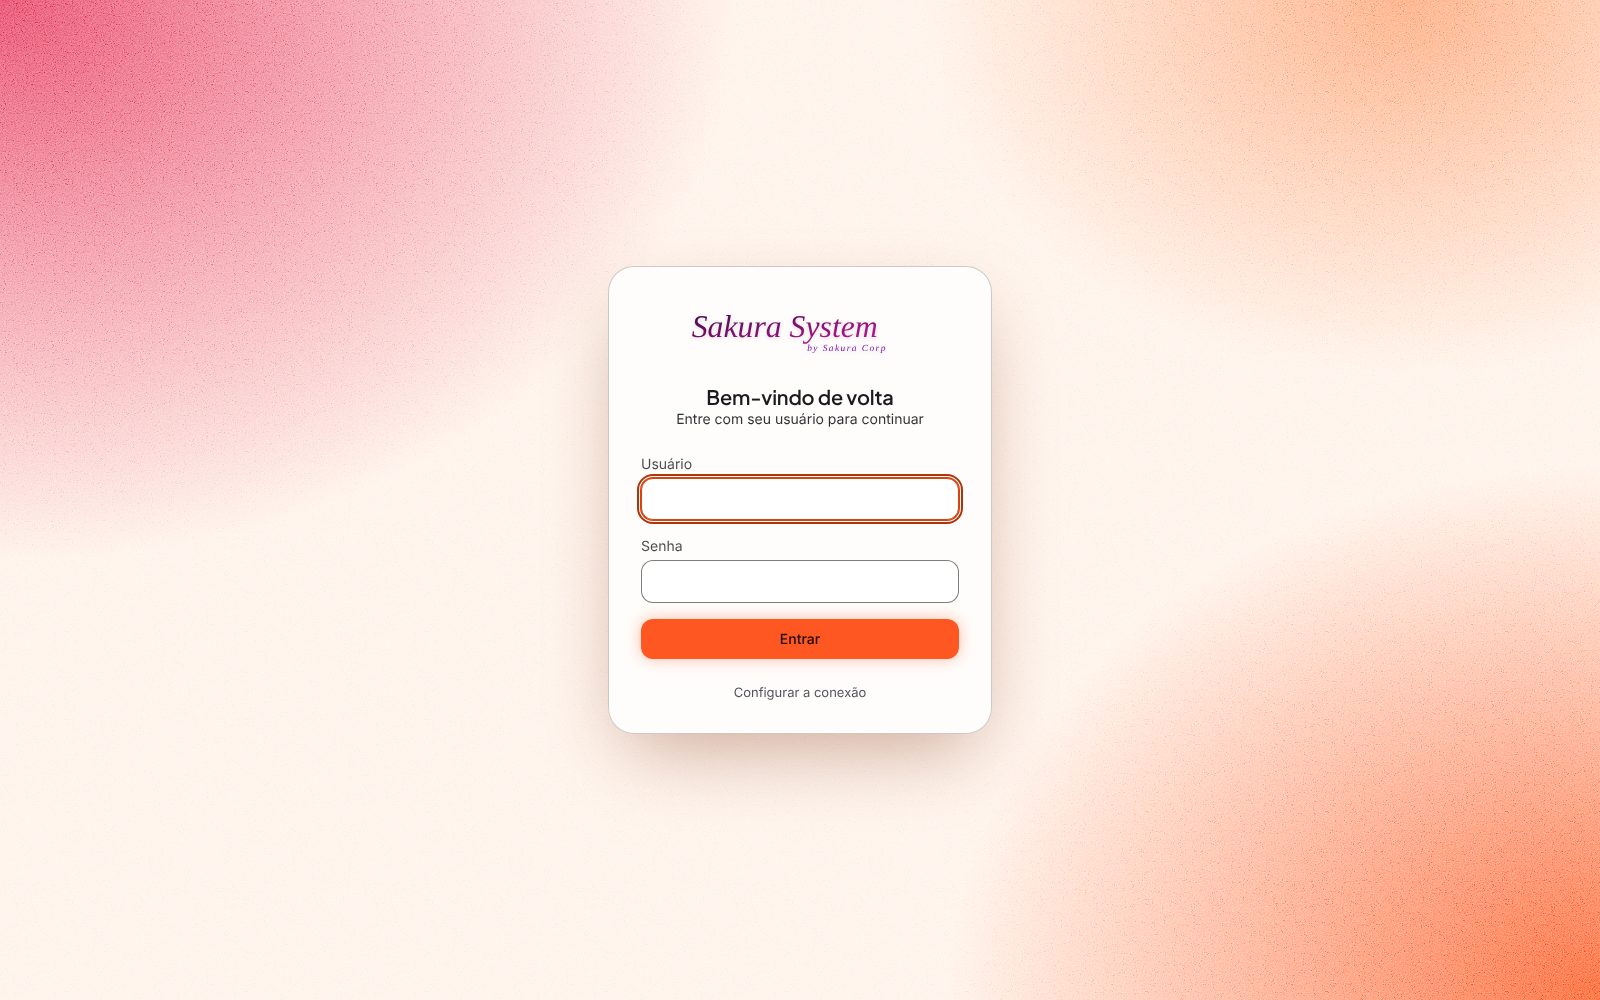 Sakura System
by Sakura Corp
Bem-vindo de volta
Entre com seu usuário para continuar
Usuário
Senha
Entrar
Configurar a conexão